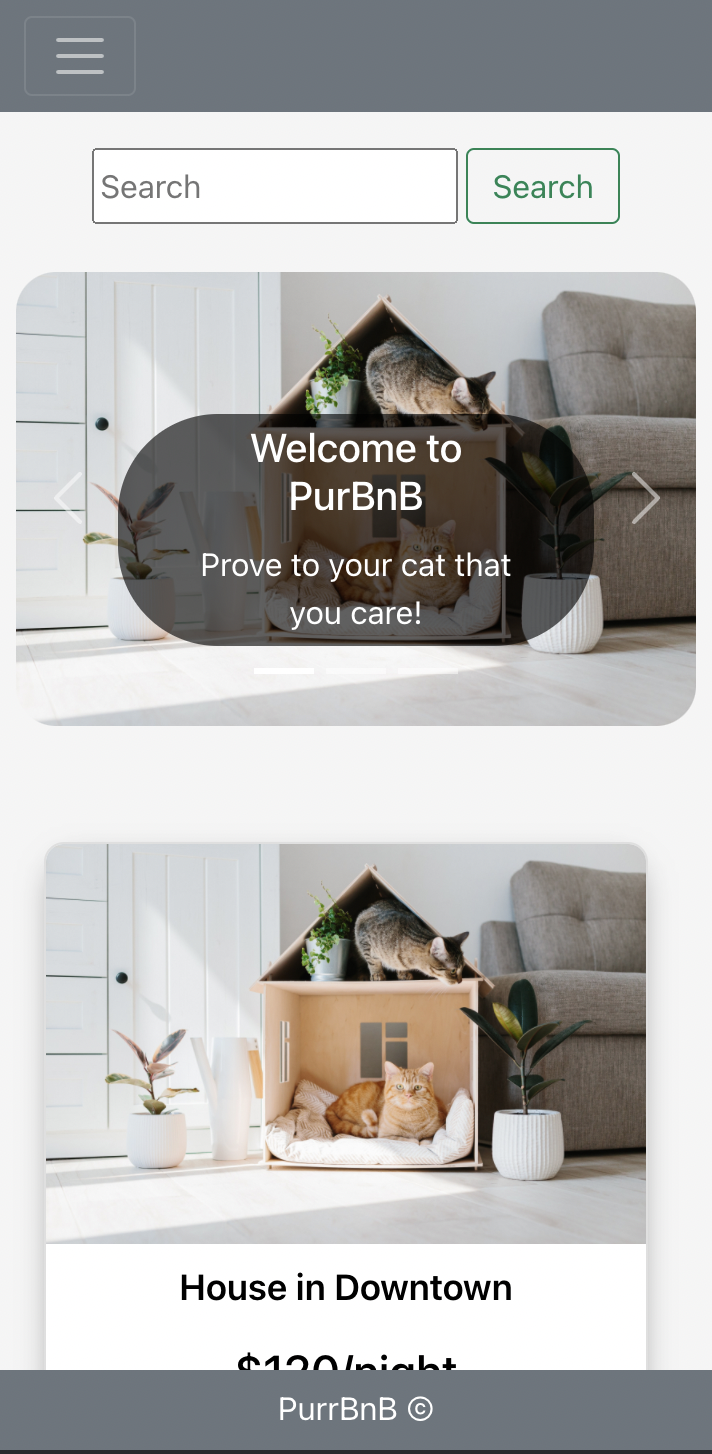 Search
Search
Welcome to
PurBnB
Prove to your cat that
you care!
House in Downtown
$120/night
PurrBnB ©